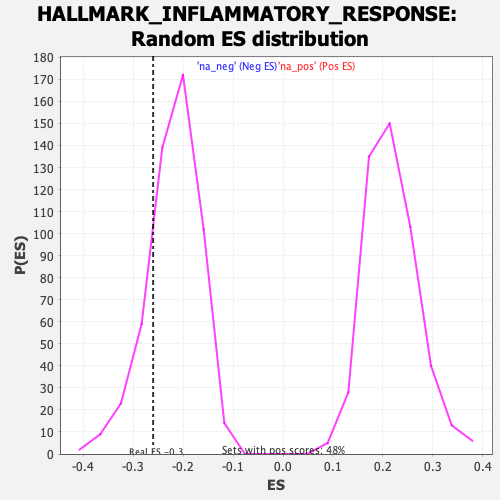 HALLMARK_INFLAMMATORY_RESPONSE:
Random ES distribution
'na_neg' (Neg ES) 'na_pos' (Pos ES)
180
170
160
150
140
130
120
110
100
90
80
70
60
50
40
30
20
10
0
P(ES)
Real ES -0.3
Sets with pos scores: 48%
-0.4 -0.3 -0.2 -0.1 0.0 0.1 0.2 0.3 0.4
ES